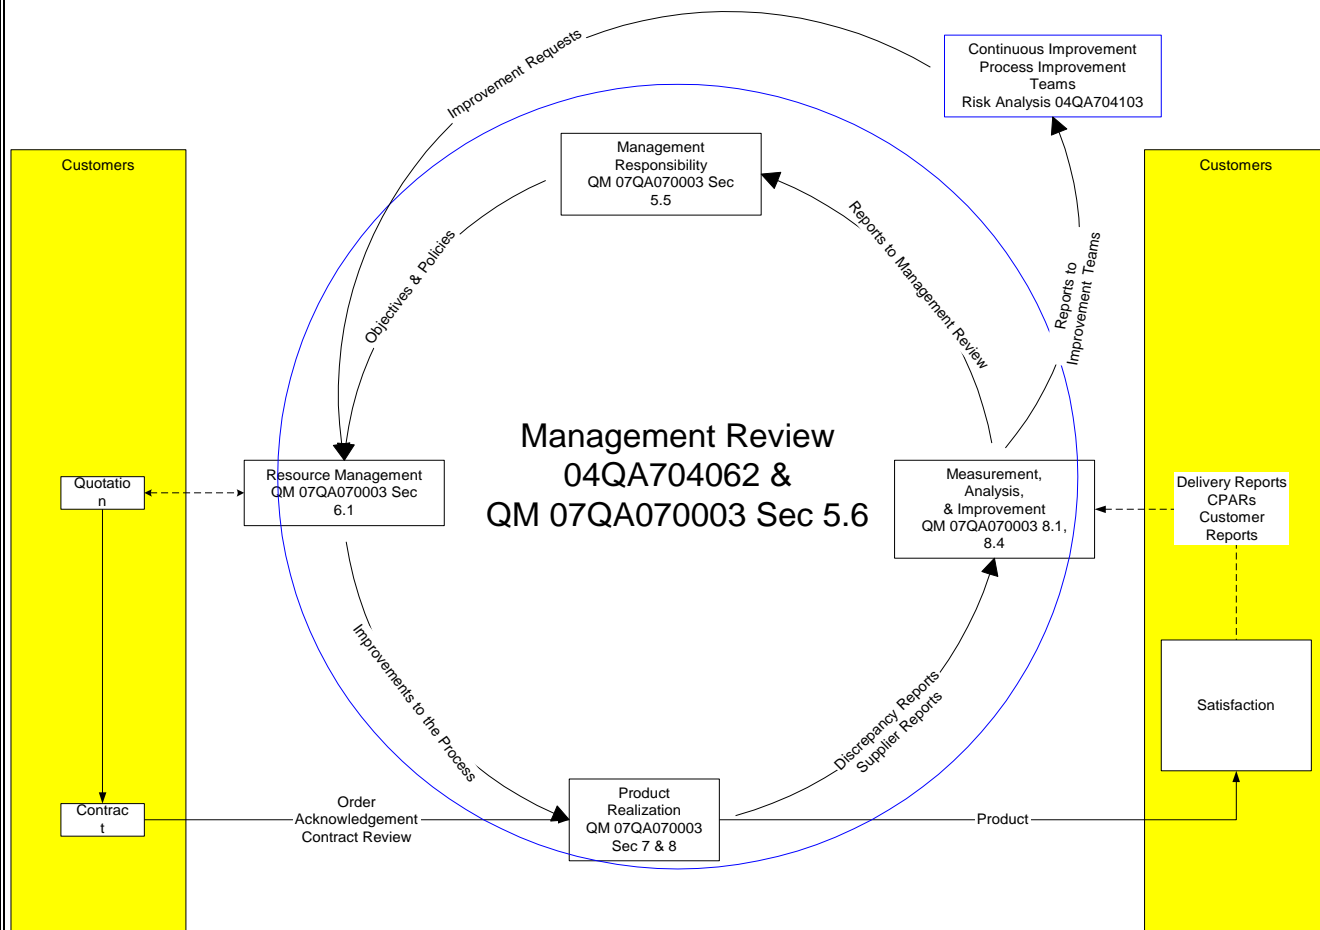 Improvement Requests
Continuous Improvement
Process Improvement
Teams
Risk Analysis 04QA704103
Customers
Management
Responsibility
QM 07QA070003 Sec
5.5
Customers
Objectives & Policies
Reports to Management Review
Reports to
Improvement Teams
Management Review
04QA704062 &
QM 07QA070003 Sec 5.6
Quotatio
n
Resource Management
QM 07QA070003 Sec
6.1
Measurement,
Analysis,
& Improvement
QM 07QA070003 8.1,
8.4
Delivery Reports
CPARs
Customer
Reports
Improvements to the Process
Discrepancy Reports
Supplier Reports
Satisfaction
Contrac
t
Order
Acknowledgement
Contract Review
Product
Realization
QM 07QA070003
Sec 7 & 8
Product